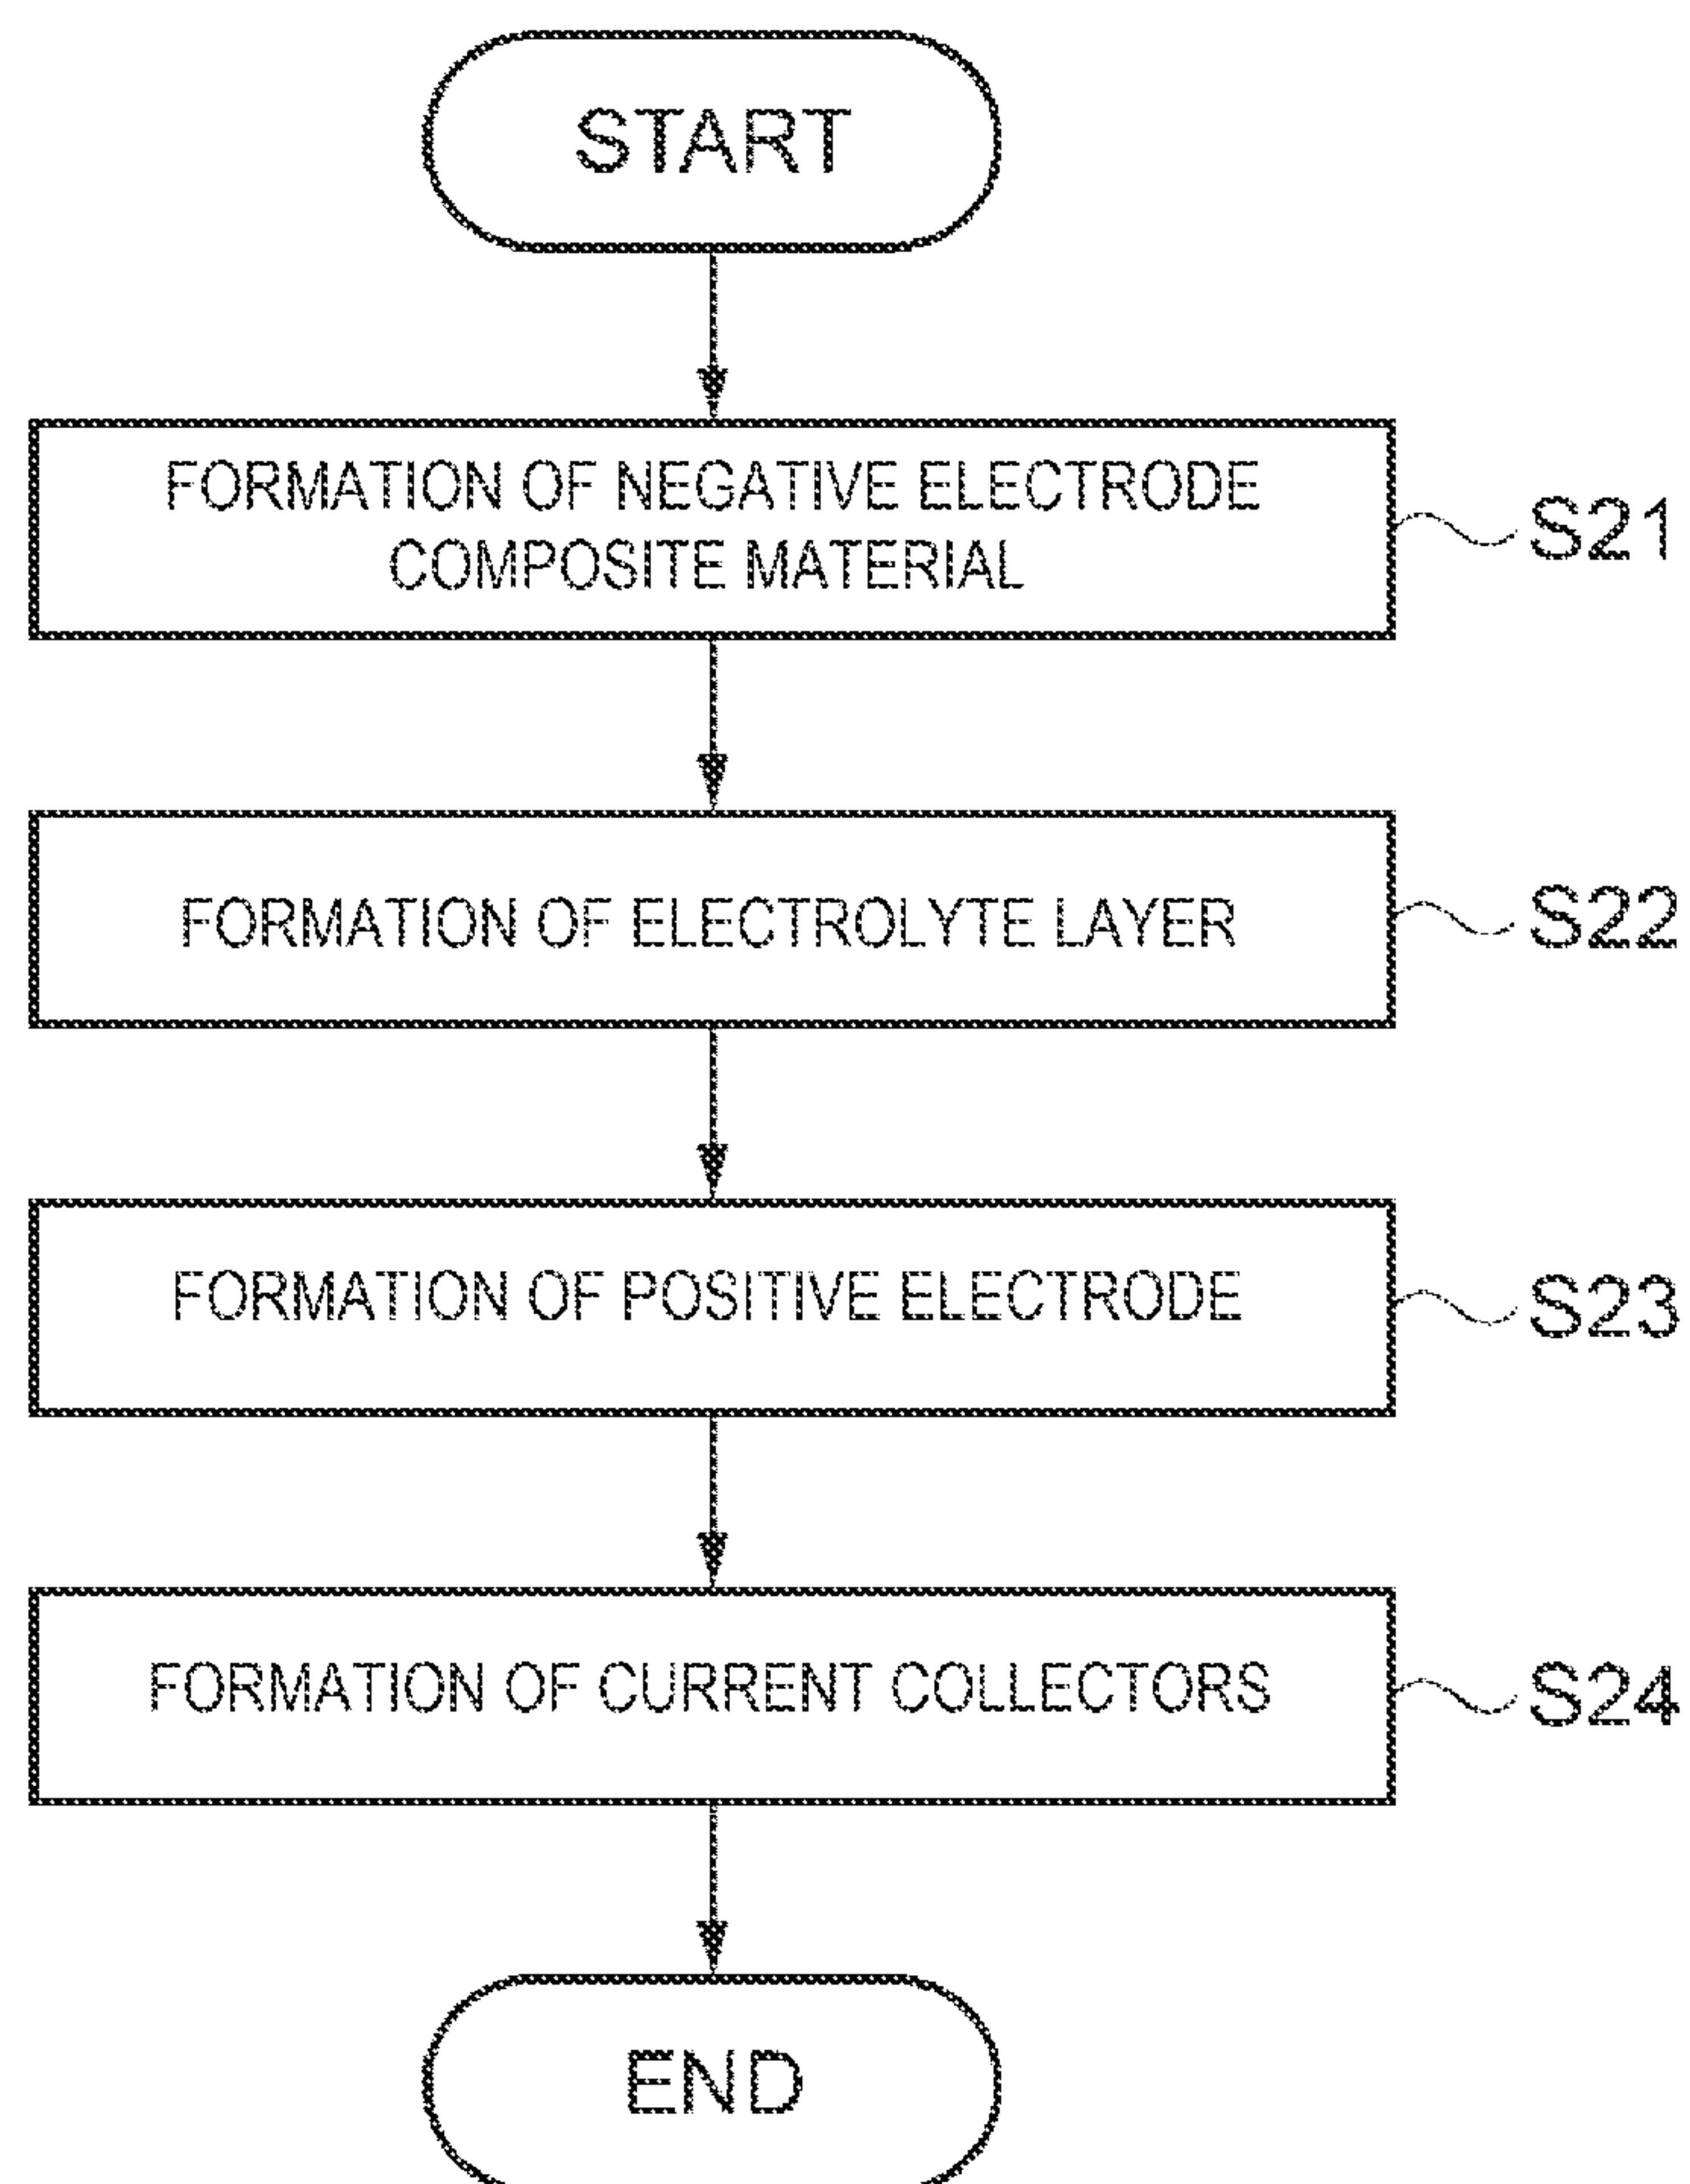 START
FORMATION OF NEGATIVE ELECTRODE
COMPOSITE MATERIAL
S21
FORMATION OF ELECTROLYTE LAYER
S22
FORMATION OF POSITIVE ELECTRODE
S23
FORMATION OF CURRENT COLLECTORS
S24
END